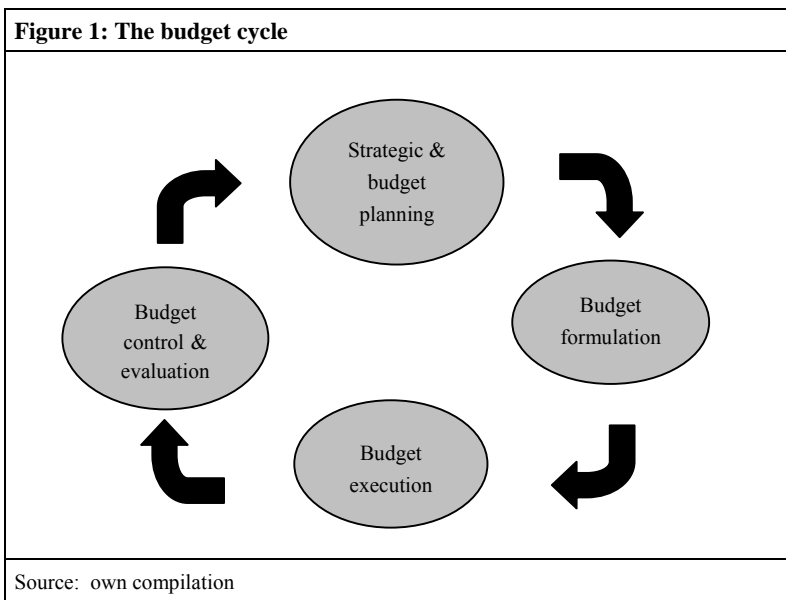 Figure 1: The budget cycle
Strategic &
budget
planning
Budget
formulation
Budget
control &
evaluation
Budget
execution
Source: own compilation